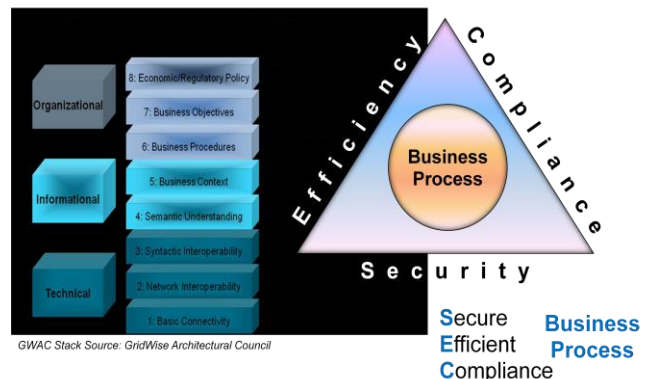 Organizational
8: Economic/Regulatory Policy
7: Business Objectives
6: Business Procedures
Informational
5: Business Context
4: Semantic Understanding
Technical
3: Syntactic Interoperability
2: Network Interoperability
1: Basic Connectivity
GWAC Stack Source: GridWise Architectural Council
Efficiency
Compliance
Business
Process
Security
Secure
Efficient
Compliance
Business
Process